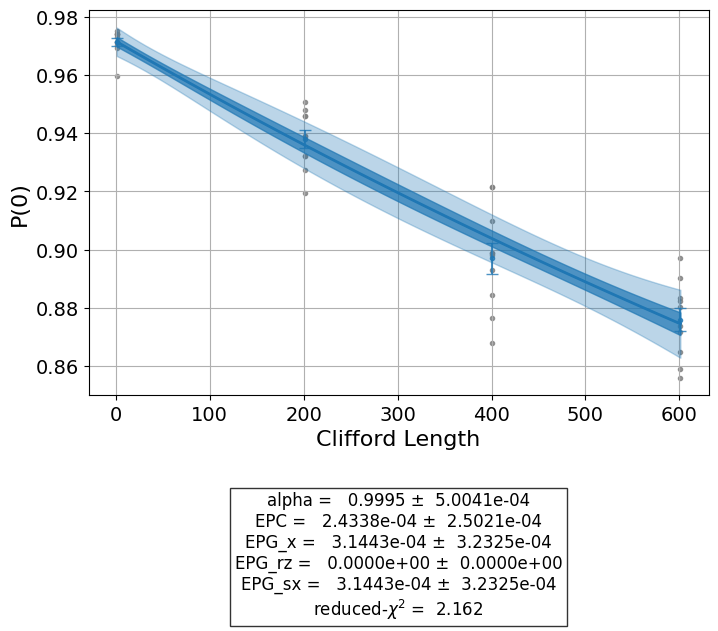 0.98
0.96
0.94
0.92
0.90
0.88
0.86
P(0)
0 100 200 300 400 500 600
Clifford Length
alpha = 0.9995 ± 5.0041e-04
EPC = 2.4338e-04 ± 2.5021e-04
EPG_x = 3.1443e-04 ± 3.2325e-04
EPG_rz = 0.0000e+00 ± 0.0000e+00
EPG_sx = 3.1443e-04 ± 3.2325e-04
reduced-χ² = 2.162